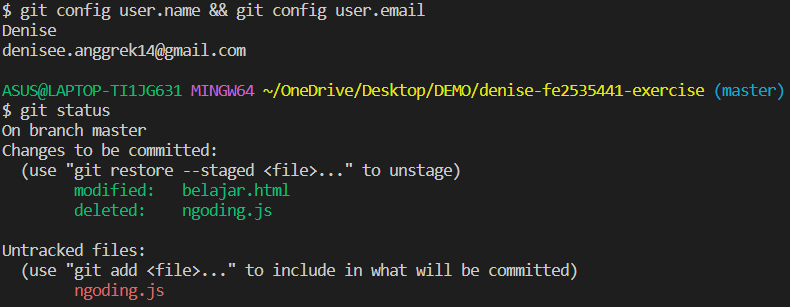 $ git config user.name && git config user.email
Denise
denisee.anggrek14@gmail.com
ASUS@LAPTOP-TI1JG631 MINGW64 ~/OneDrive/Desktop/DEMO/denise-fe2535441-exercise (master)
$ git status
On branch master
Changes to be committed:
  (use "git restore --staged <file>..." to unstage)
        modified:   belajar.html
        deleted:    ngoding.js
Untracked files:
  (use "git add <file>..." to include in what will be committed)
        ngoding.js